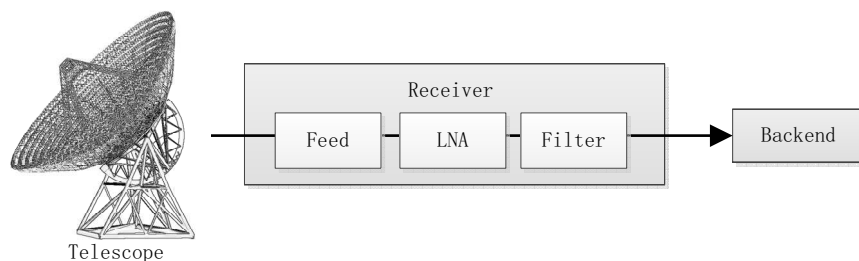 Receiver
Feed
LNA
Filter
Backend
Telescope